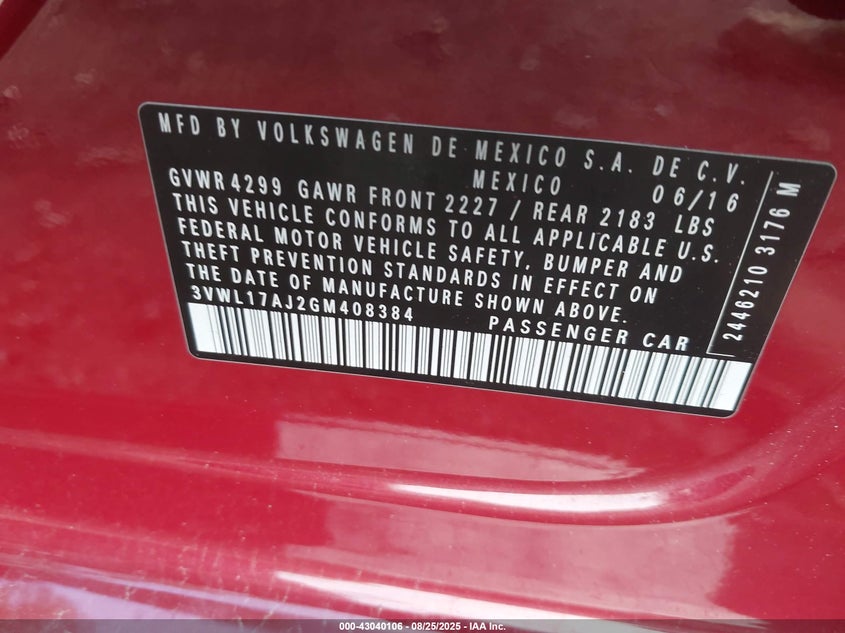 MFD BY VOLKSWAGEN DE MEXICO S.A. DE C.V.
MEXICO 06/16
GVWR 4299 GAWR FRONT 2227 / REAR 2183 LBS
THIS VEHICLE CONFORMS TO ALL APPLICABLE U.S.
FEDERAL MOTOR VEHICLE SAFETY, BUMPER AND
THEFT PREVENTION STANDARDS IN EFFECT ON
THE DATE OF MANUFACTURE SHOWN ABOVE.
3VWL17AJ2GM408384 PASSENGER CAR
2446210 3176 M
000-43040106 - 08/25/2025 - IAA Inc.